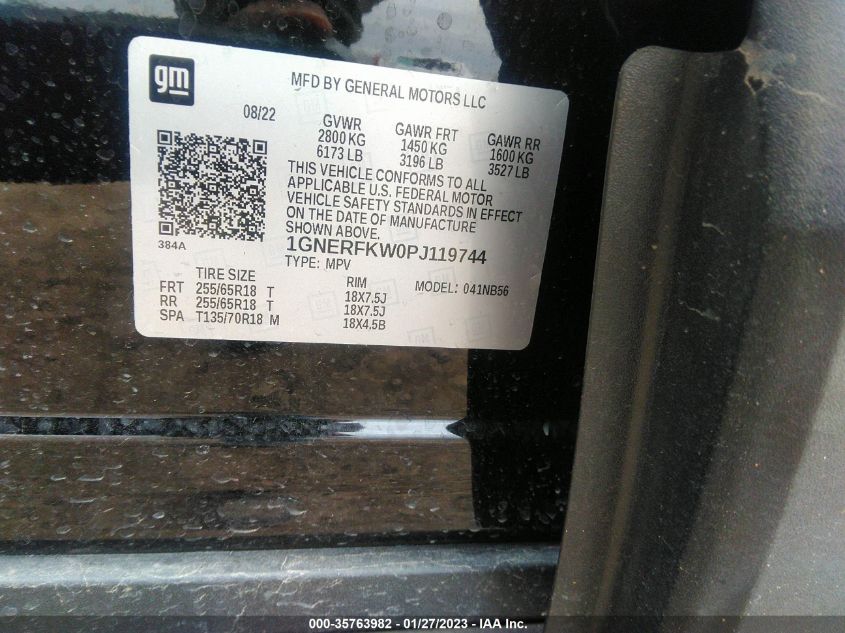 gm
MFD BY GENERAL MOTORS LLC
08/22
GVWR GAWR FRT GAWR RR
2800 KG 1450 KG 1600 KG
6173 LB 3196 LB 3527 LB
THIS VEHICLE CONFORMS TO ALL
APPLICABLE U.S. FEDERAL MOTOR
VEHICLE SAFETY STANDARDS IN EFFECT
ON THE DATE OF MANUFACTURE
SHOWN ABOVE.
384A
1GNERFKW0PJ119744
TYPE: MPV
MODEL: 041NB56
TIRE SIZE RIM
FRT 255/65R18 T 18X7.5J
RR 255/65R18 T 18X7.5J
SPA T135/70R18 M 18X4.5B
000-35763982 - 01/27/2023 - IAA Inc.